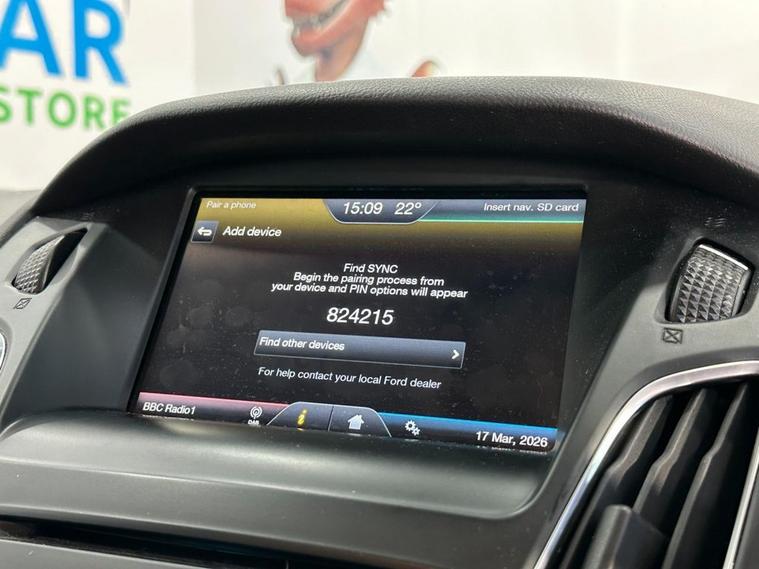 AR
STORE
Pair a phone
15:09 22°
Insert nav. SD card
Add device
Find SYNC
Begin the pairing process from
your device and PIN options will appear
824215
Find other devices
For help contact your local Ford dealer
BBC Radio1
DAB
17 Mar, 2026